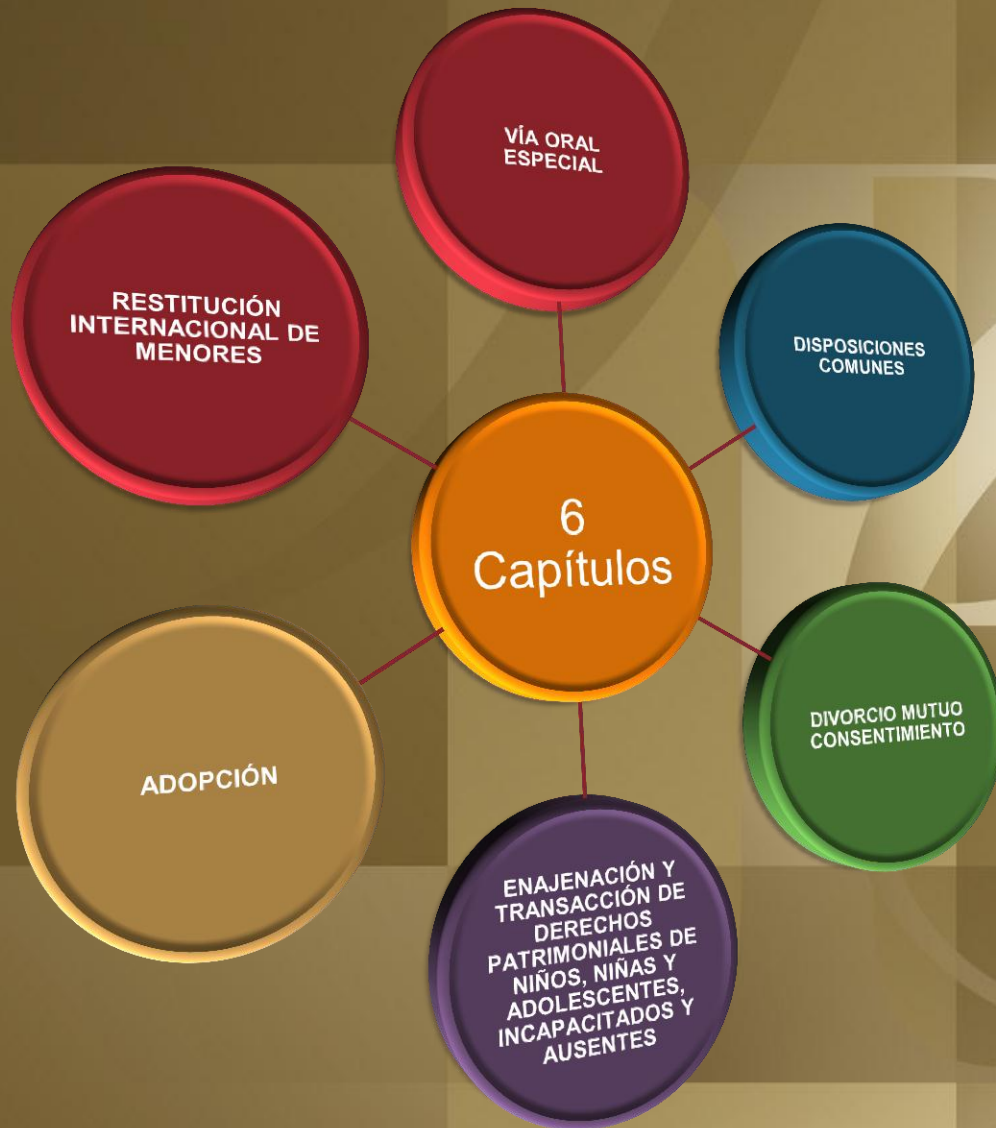 VÍA ORAL
ESPECIAL
DISPOSICIONES
COMUNES
DIVORCIO MUTUO
CONSENTIMIENTO
ENAJENACIÓN Y
TRANSACCIÓN DE
DERECHOS
PATRIMONIALES DE
NIÑOS, NIÑAS Y
ADOLESCENTES,
INCAPACITADOS Y
AUSENTES
ADOPCIÓN
RESTITUCIÓN
INTERNACIONAL DE
MENORES
6
Capítulos